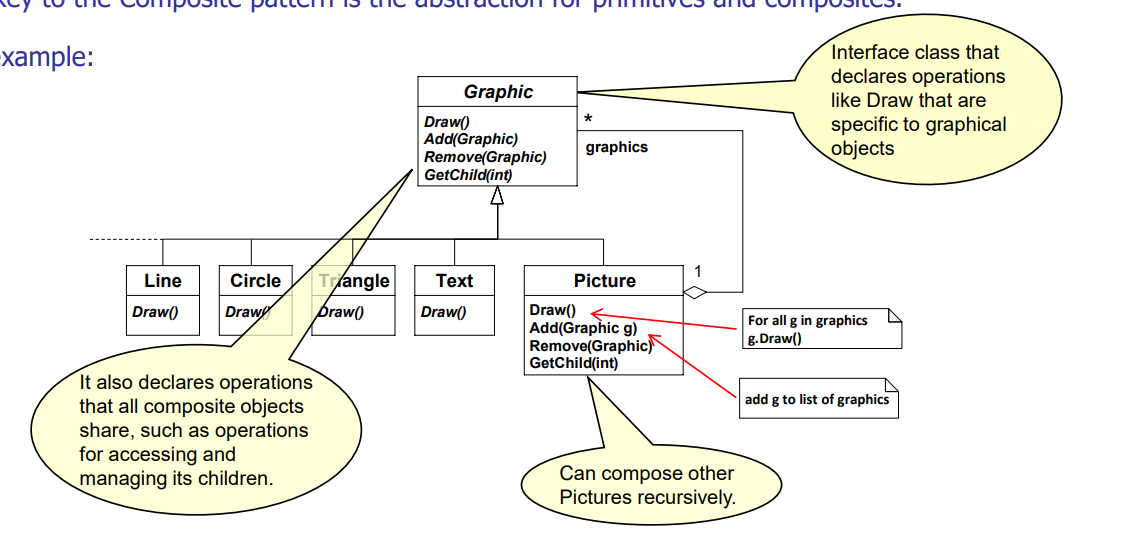 key to the Composite pattern is the abstraction for primitives and composites.
example:
Interface class that
declares operations
like Draw that are
specific to graphical
objects
Graphic
Draw()
Add(Graphic)
Remove(Graphic)
GetChild(int)
*
graphics
Line
Draw()
Circle
Draw()
Triangle
Draw()
Text
Draw()
Picture
Draw()
Add(Graphic g)
Remove(Graphic)
GetChild(int)
1
For all g in graphics
g.Draw()
add g to list of graphics
It also declares operations
that all composite objects
share, such as operations
for accessing and
managing its children.
Can compose other
Pictures recursively.